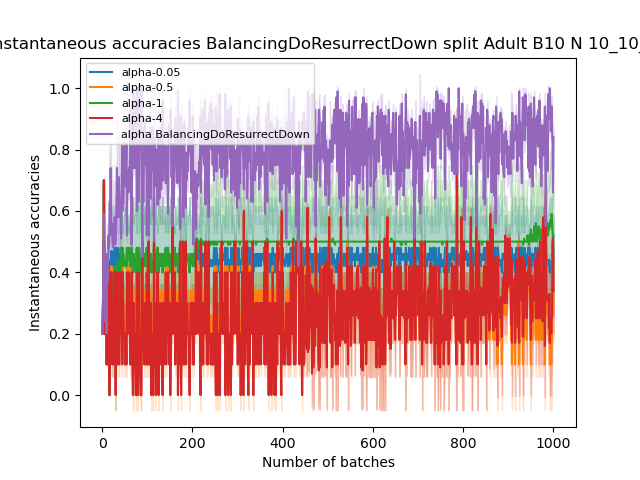 nstantaneous accuracies BalancingDoResurrectDown split Adult B10 N 10_10_
alpha-0.05
alpha-0.5
alpha-1
alpha-4
alpha BalancingDoResurrectDown
1.0
0.8
0.6
0.4
0.2
0.0
Instantaneous accuracies
0 200 400 600 800 1000
Number of batches